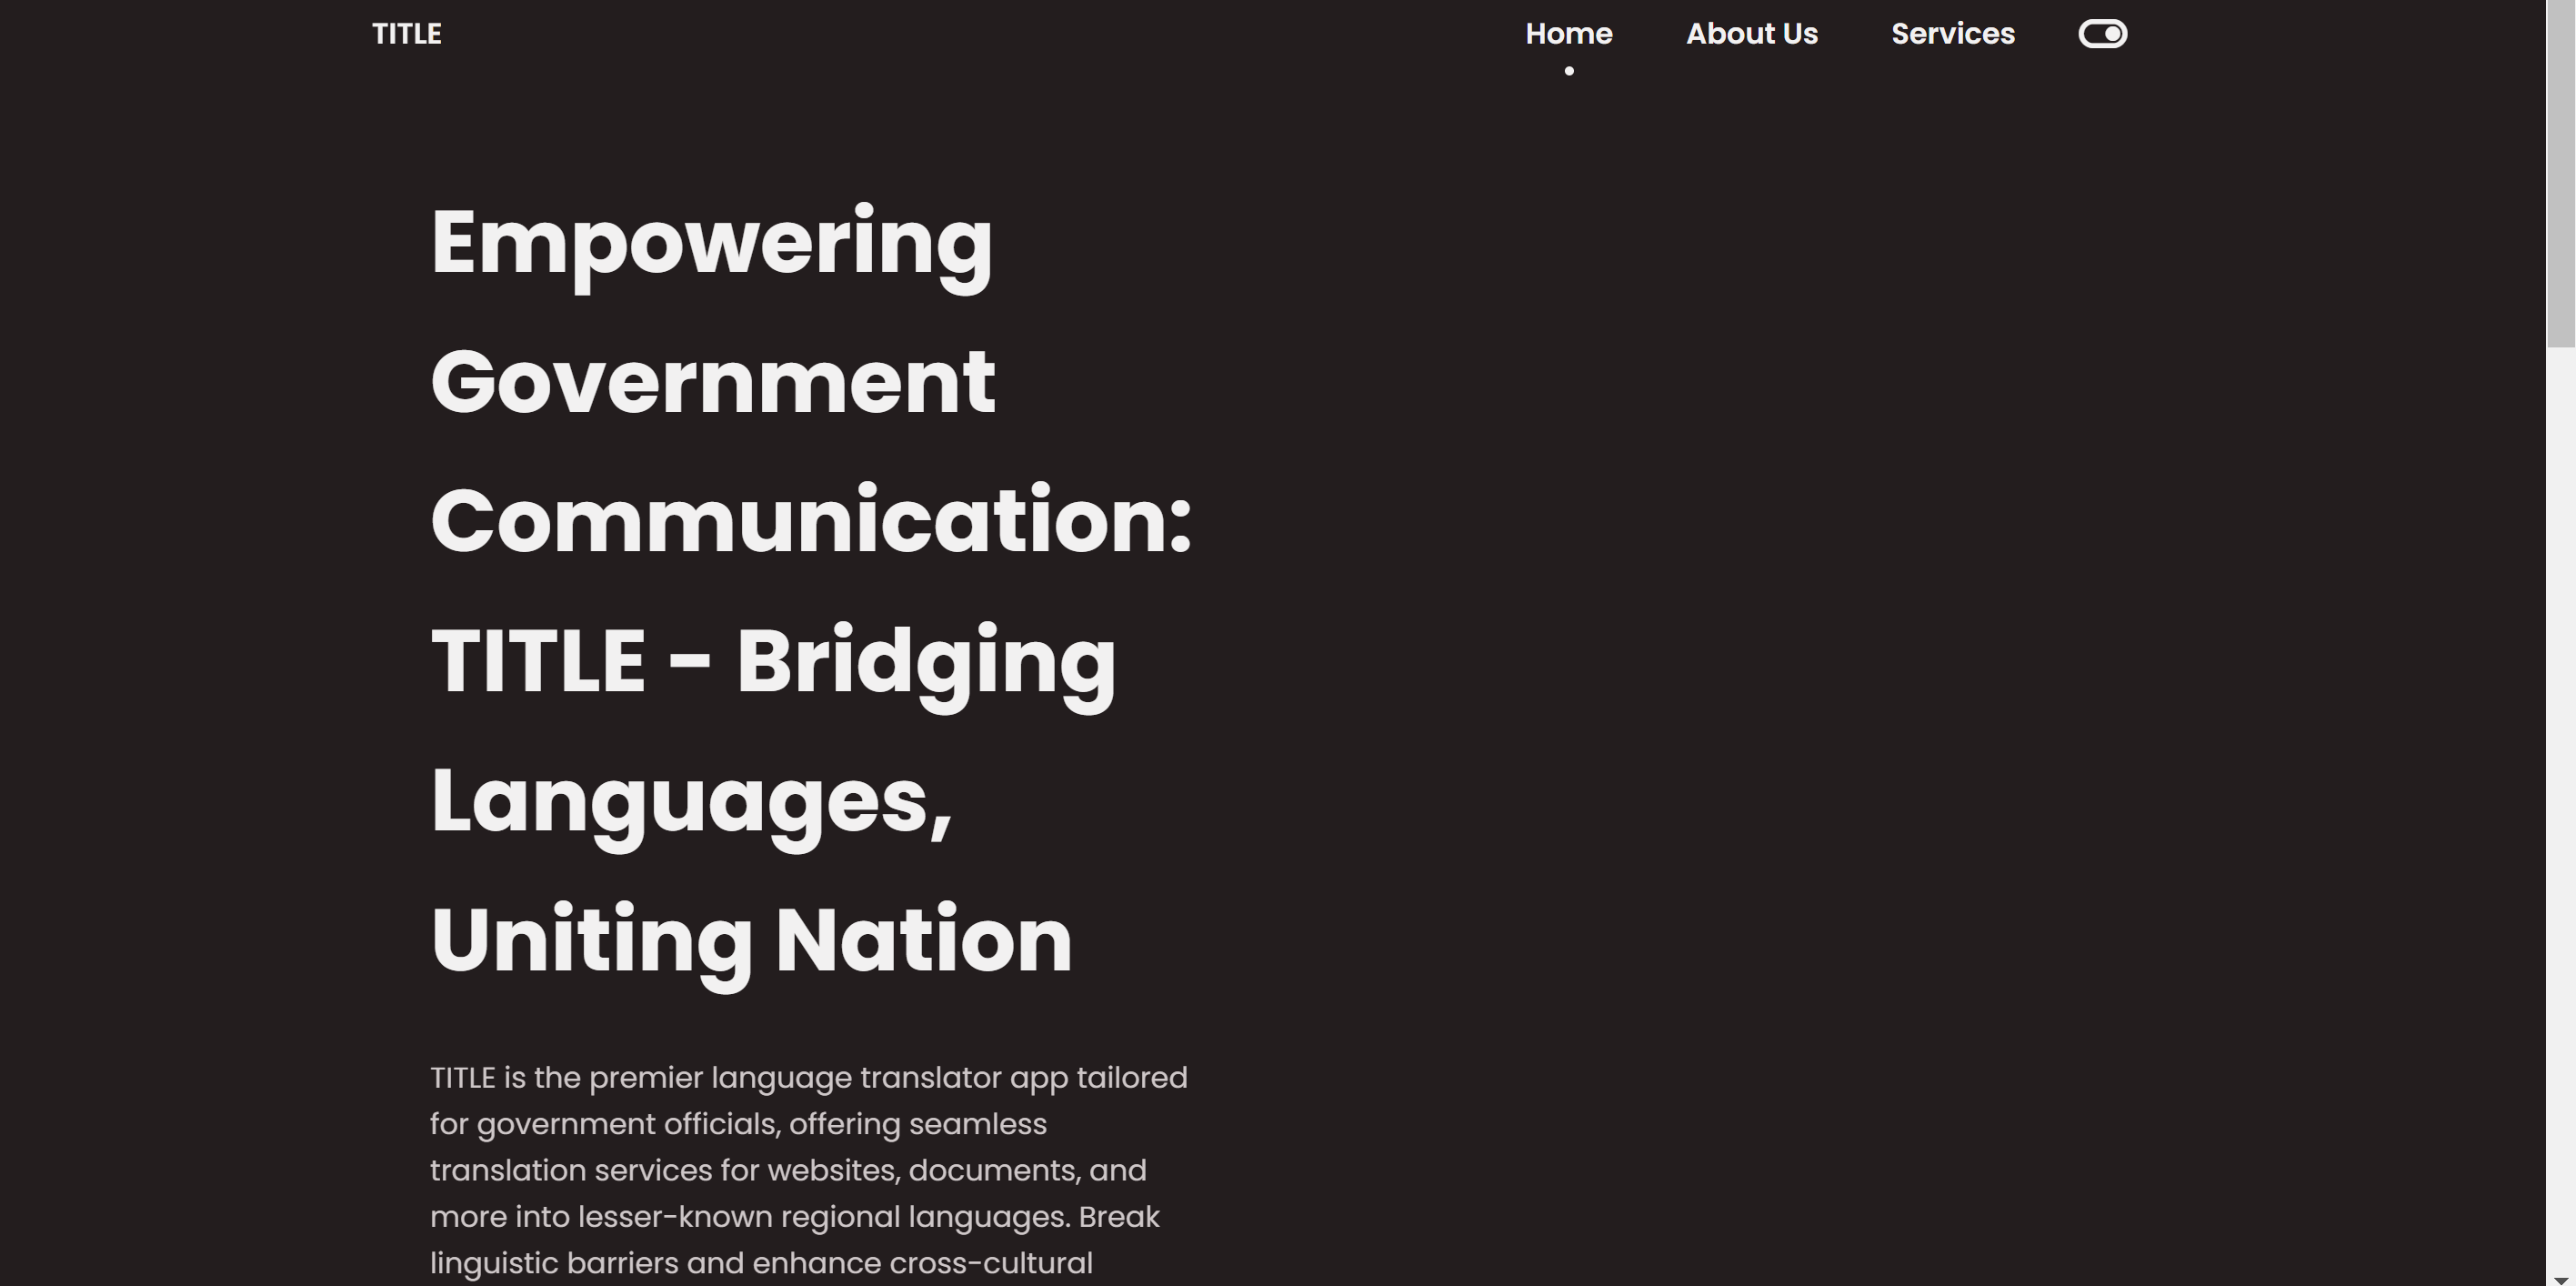 TITLE
Home
About Us
Services
Empowering
Government
Communication:
TITLE - Bridging
Languages,
Uniting Nation
TITLE is the premier language translator app tailored
for government officials, offering seamless
translation services for websites, documents, and
more into lesser-known regional languages. Break
linguistic barriers and enhance cross-cultural